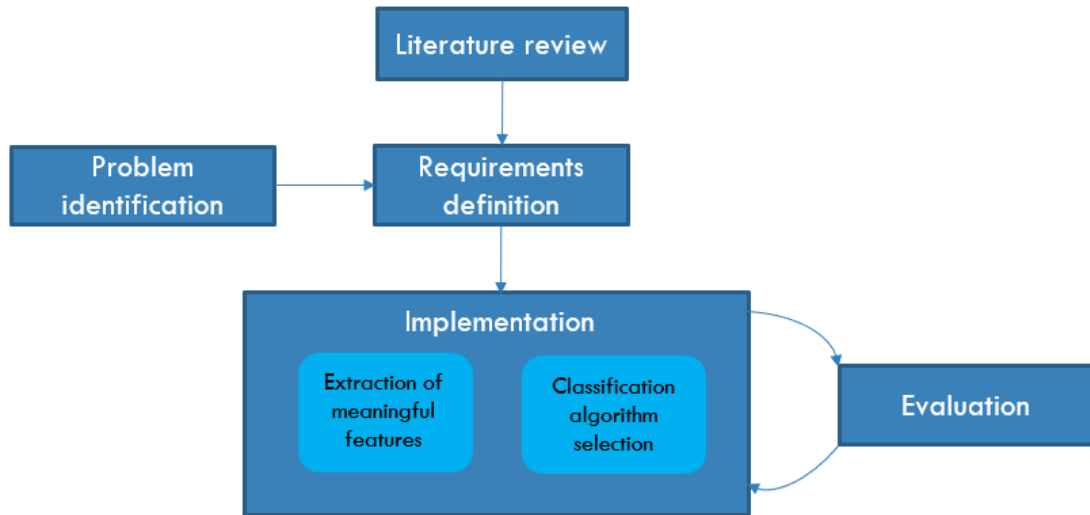 Literature review
Problem
identification
Requirements
definition
Implementation
Extraction of
meaningful
features
Classification
algorithm
selection
Evaluation